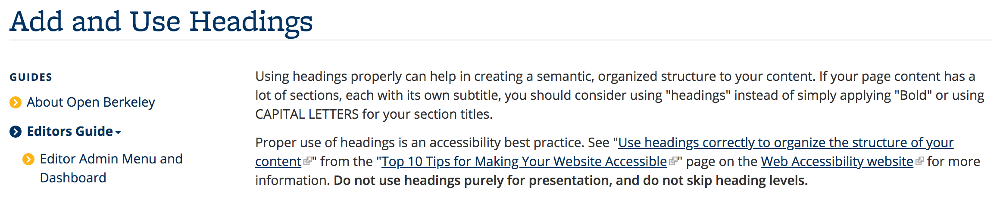 Add and Use Headings
GUIDES
About Open Berkeley
Editors Guide
Editor Admin Menu and
Dashboard
Using headings properly can help in creating a semantic, organized structure to your content. If your page content has a
lot of sections, each with its own subtitle, you should consider using "headings" instead of simply applying "Bold" or using
CAPITAL LETTERS for your section titles.
Proper use of headings is an accessibility best practice. See "Use headings correctly to organize the structure of your
content" from the "Top 10 Tips for Making Your Website Accessible" page on the Web Accessibility website for more
information. Do not use headings purely for presentation, and do not skip heading levels.